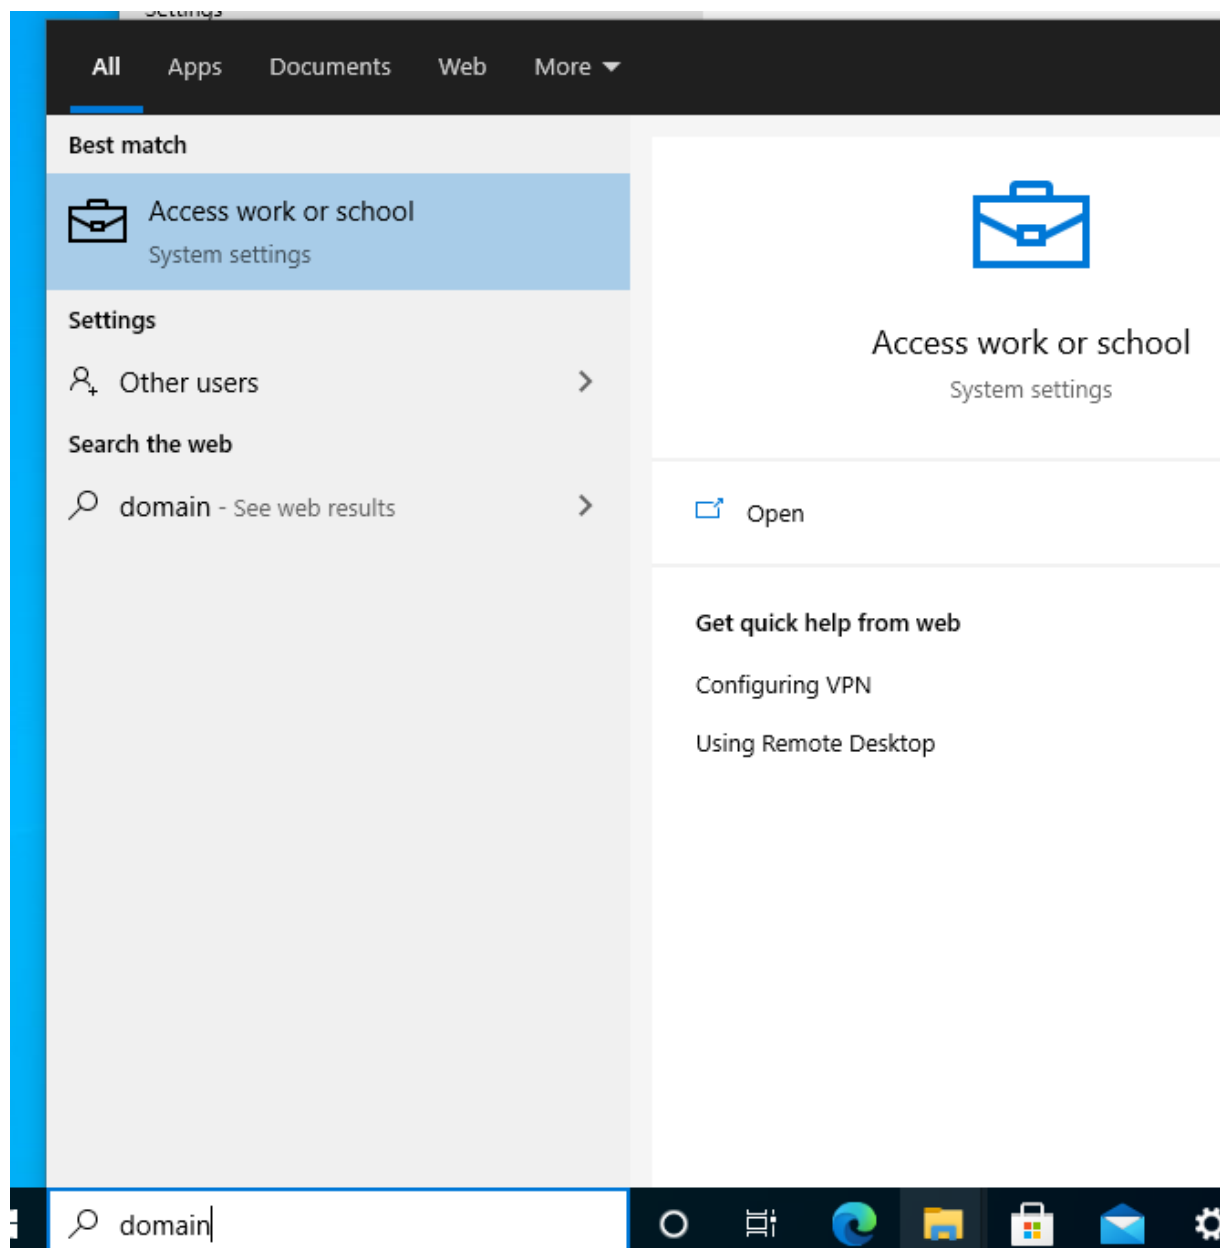 Settings
All Apps Documents Web More
Best match
Access work or school
System settings
Settings
Other users
Search the web
domain - See web results
Access work or school
System settings
Open
Get quick help from web
Configuring VPN
Using Remote Desktop
domain